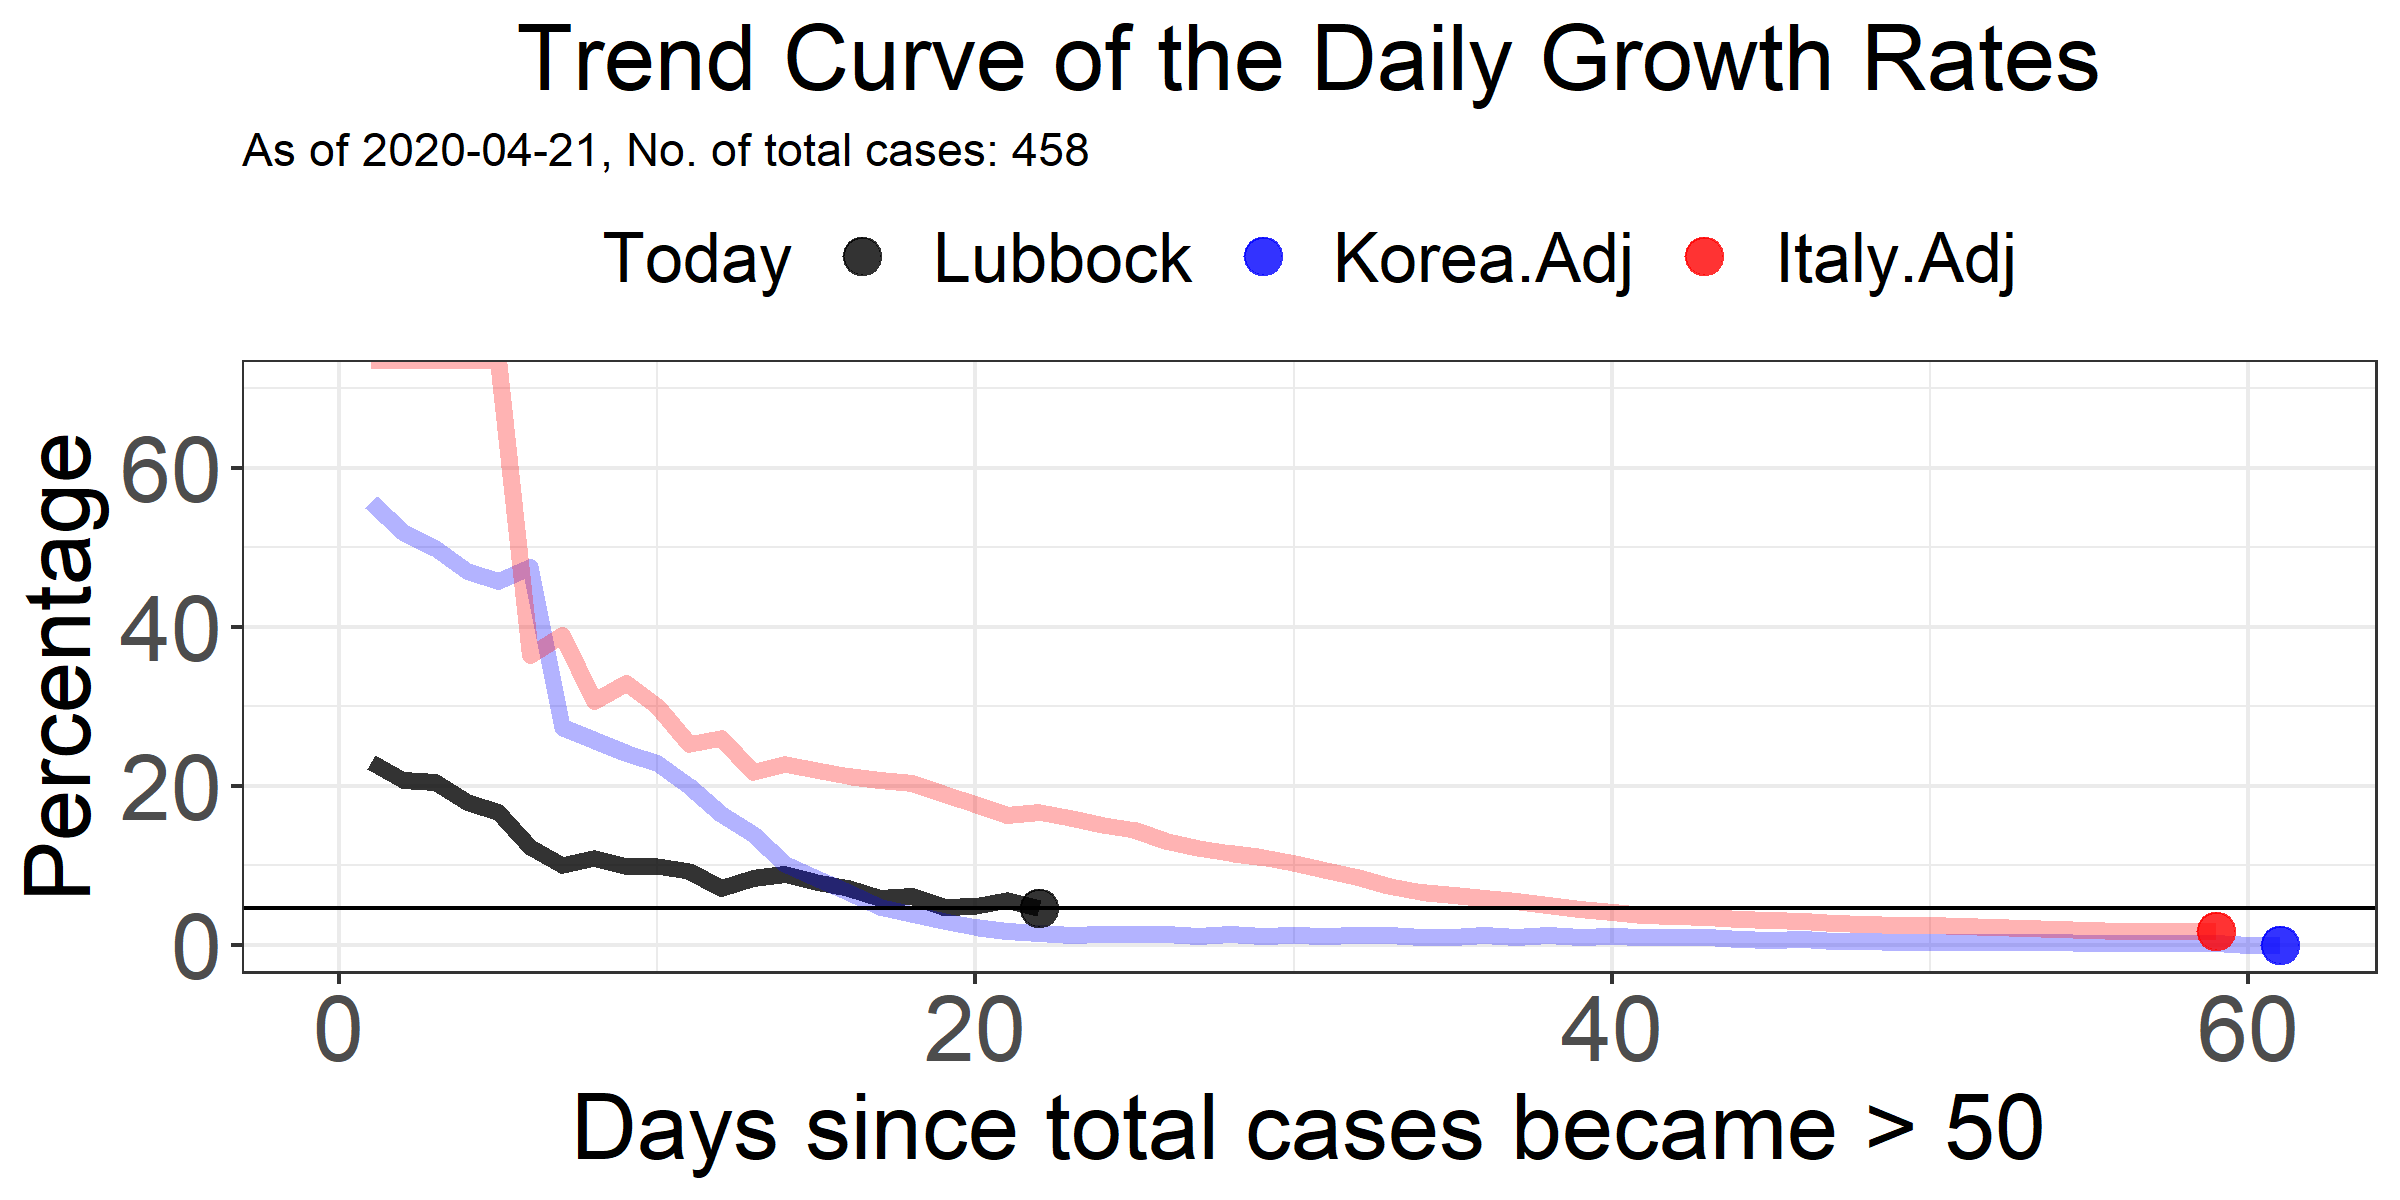 Trend Curve of the Daily Growth Rates
As of 2020-04-21, No. of total cases: 458
Today Lubbock Korea.Adj Italy.Adj
Percentage
60
40
20
0
0 20 40 60
Days since total cases became > 50